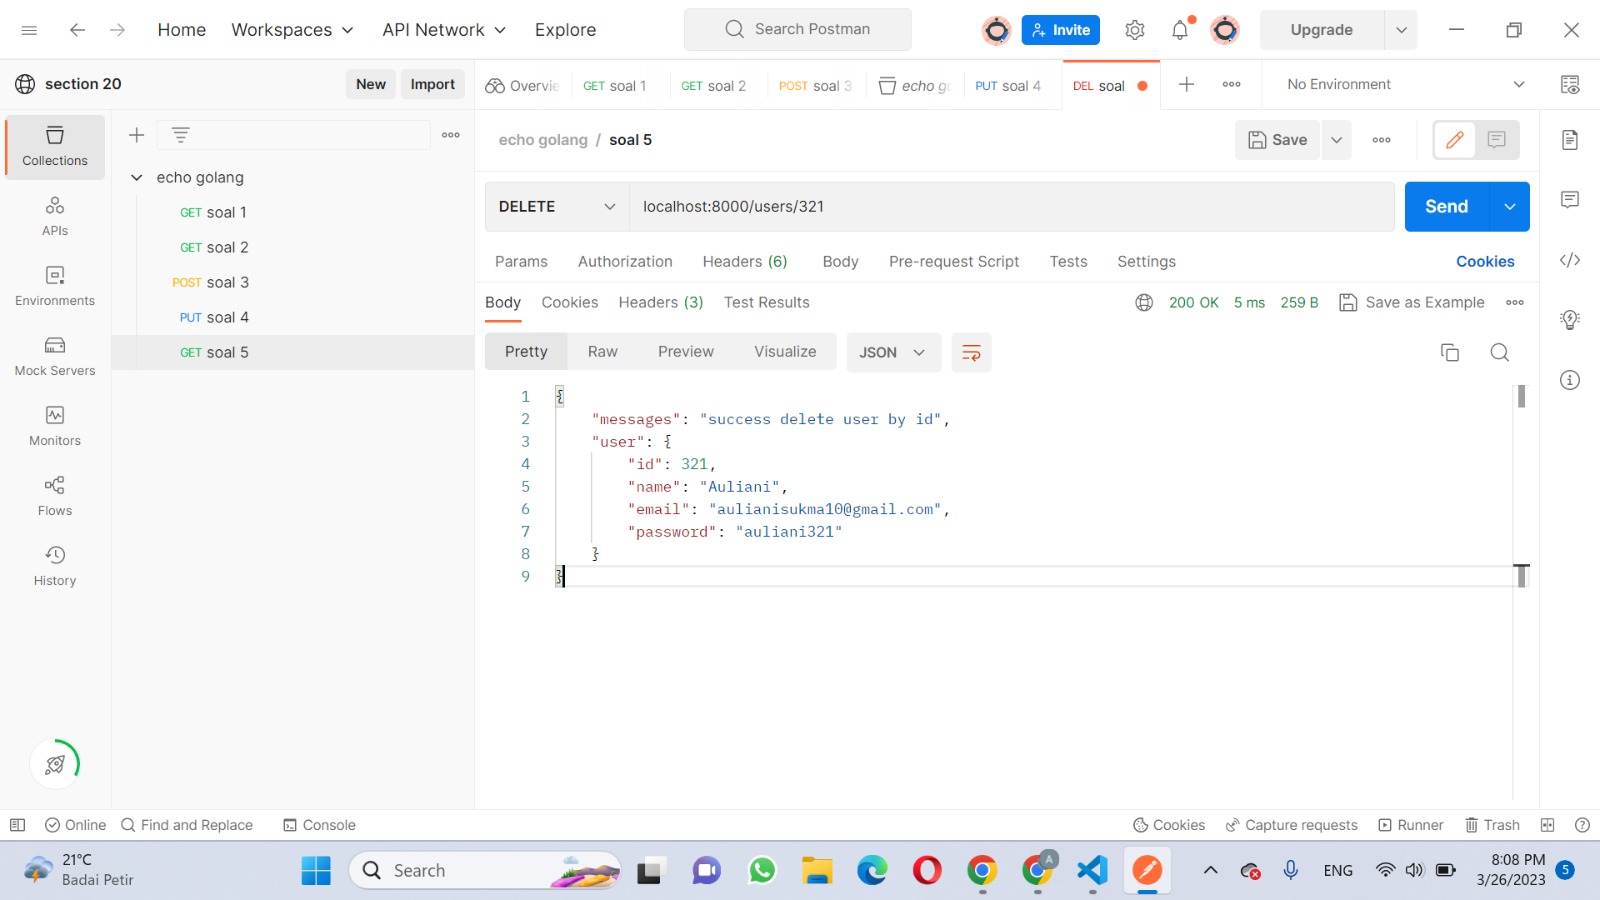 Home Workspaces API Network Explore Search Postman Invite Upgrade
section 20 New Import Overvie GET soal 1 GET soal 2 POST soal 3 echo go PUT soal 4 DEL soal No Environment
echo golang / soal 5 Save
Collections
APIs
Environments
Mock Servers
Monitors
Flows
History
echo golang
GET soal 1
GET soal 2
POST soal 3
PUT soal 4
GET soal 5
DELETE localhost:8000/users/321 Send
Params Authorization Headers (6) Body Pre-request Script Tests Settings Cookies
Body Cookies Headers (3) Test Results 200 OK 5 ms 259 B Save as Example
Pretty Raw Preview Visualize JSON
1 {
2 "messages": "success delete user by id",
3 "user": {
4 "id": 321,
5 "name": "Auliani",
6 "email": "aulianisukma10@gmail.com",
7 "password": "auliani321"
8 }
9 }
Online Find and Replace Console Cookies Capture requests Runner Trash
21°C
Badai Petir
Search
A
ENG
8:08 PM
3/26/2023
5